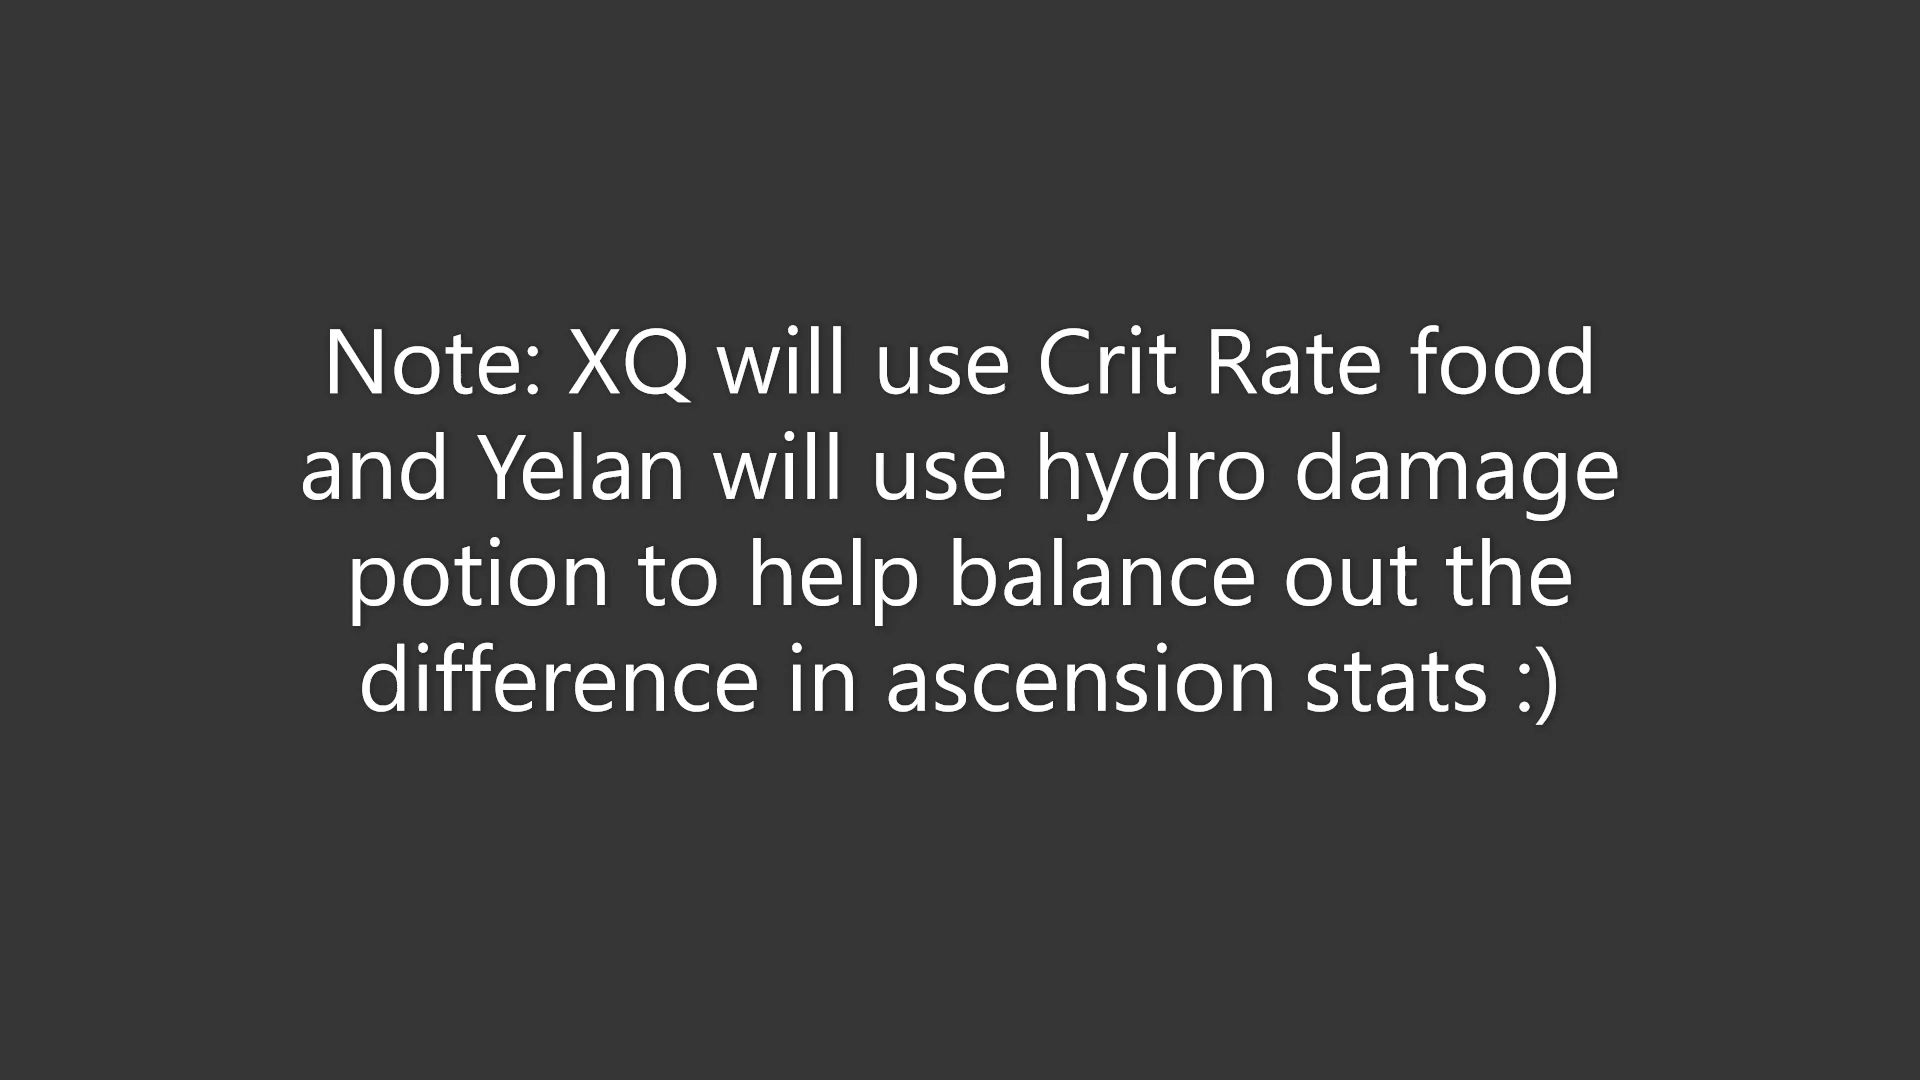 Note: XQ will use Crit Rate food
and Yelan will use hydro damage
potion to help balance out the
difference in ascension stats :)